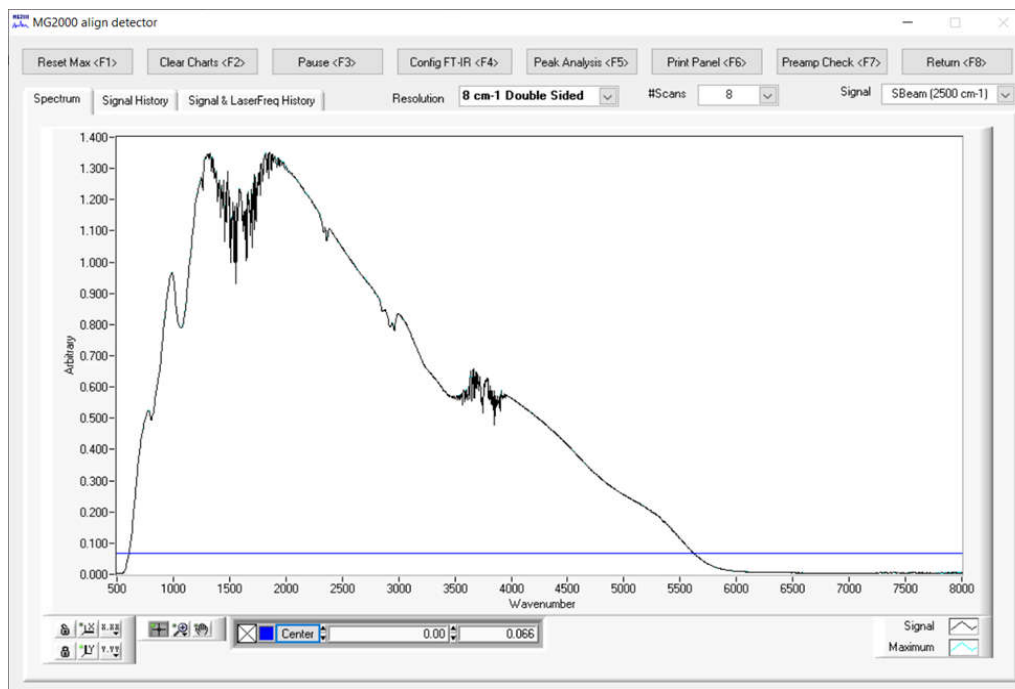 MG2000 align detector
Reset Max <F1> Clear Charts <F2> Pause <F3> Config FT-IR <F4> Peak Analysis <F5> Print Panel <F6> Preamp Check <F7> Return <F8>
Spectrum Signal History Signal & LaserFreq History Resolution 8 cm-1 Double Sided #Scans 8 Signal SBeam (2500 cm-1)
1.400
1.300
1.200
1.100
1.000
0.900
0.800
0.700
0.600
0.500
0.400
0.300
0.200
0.100
0.000
Arbitrary
500 1000 1500 2000 2500 3000 3500 4000 4500 5000 5500 6000 6500 7000 7500 8000
Wavenumber
Center 0.00 0.066
Signal
Maximum